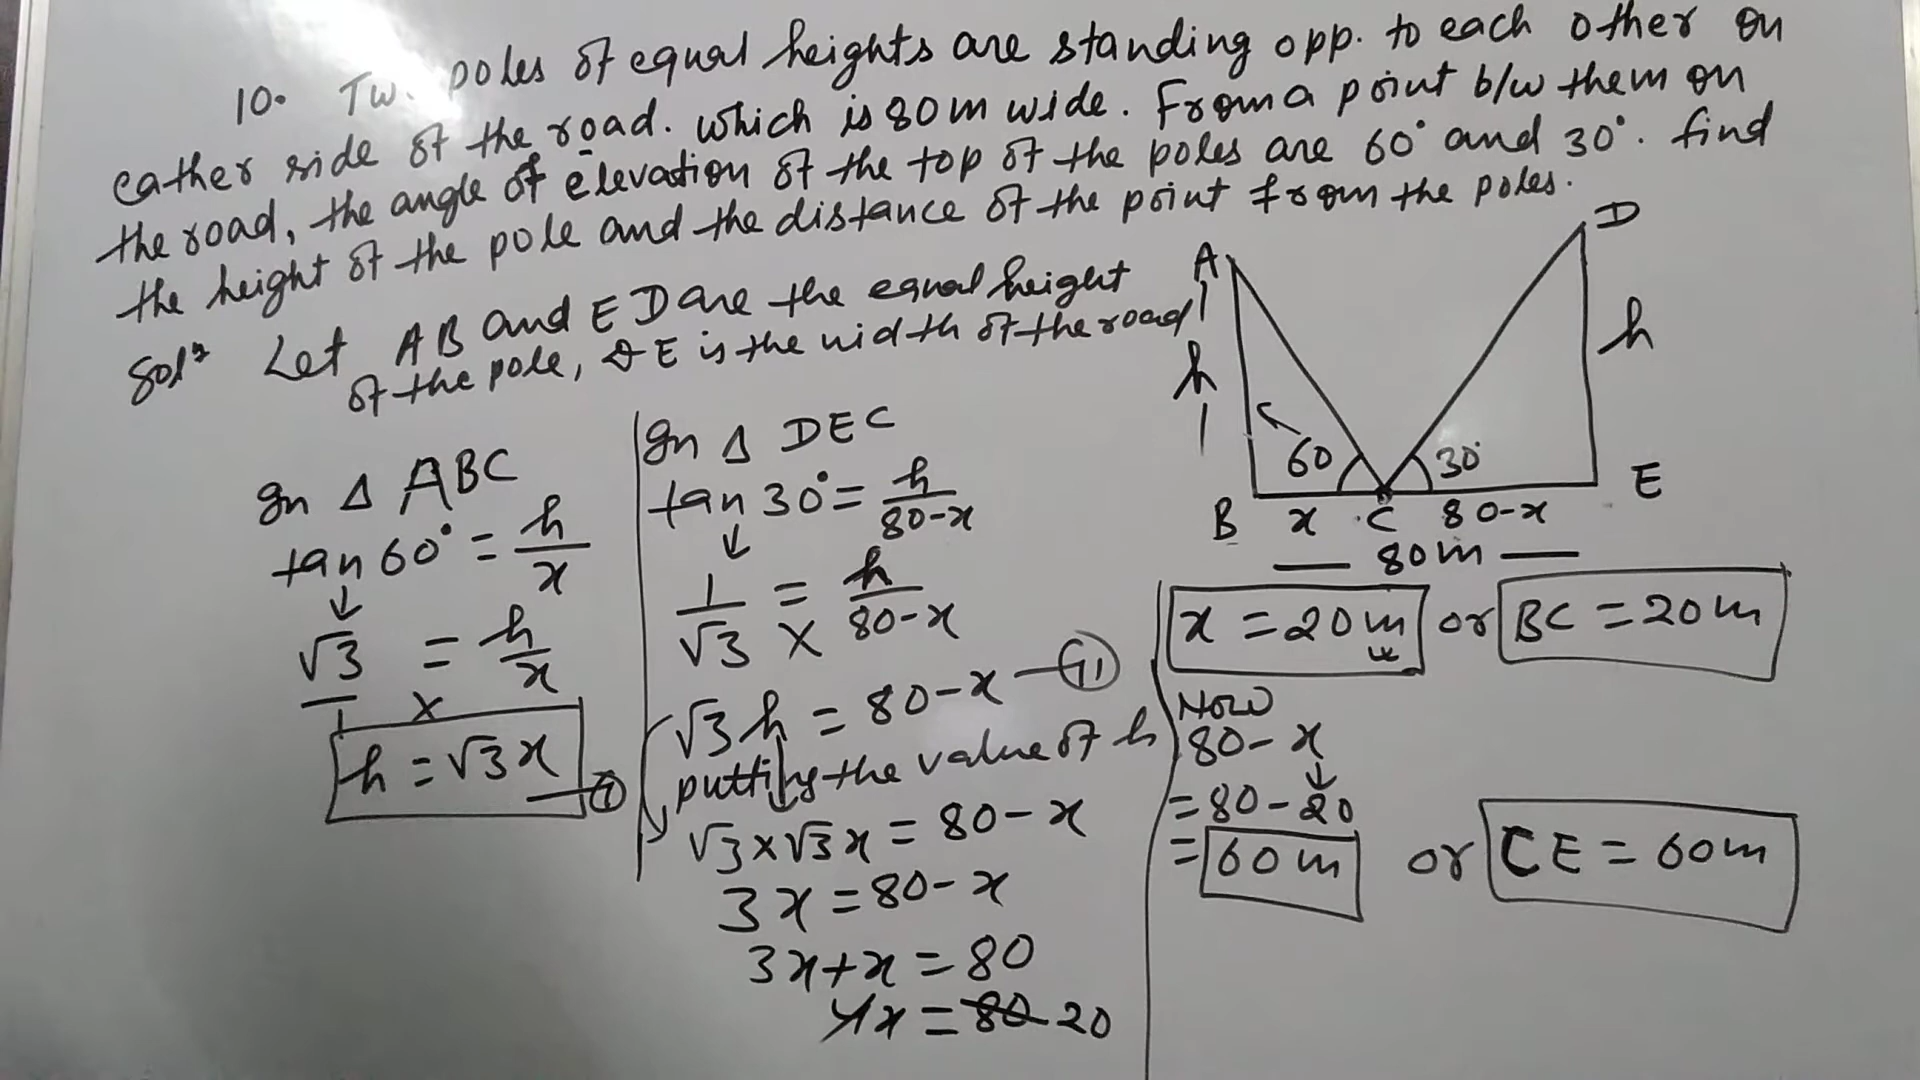 10. Tw poles of equal heights are standing opp. to each other on
eather side of the road. which is 80m wide. From a point b/w them on
the road, the angle of elevation of the top of the poles are 60° and 30°. find
the height of the pole and the distance of the point from the poles.
Let AB and ED are the equal height
of the pole, BE is the width of the road
A
D
h
h
60
30°
B x C 80-x E
80m
In Δ ABC
tan 60° = h/x
↓
√3/1 = h/x
h = √3x — (I)
In Δ DEC
tan 30° = h/80-x
↓
1/√3 = h/80-x
√3h = 80-x — (II)
putting the value of h
√3×√3x = 80-x
3x = 80-x
3x+x = 80
4x = 80 20
x = 20m or BC = 20m
Now
80-x
= 80-20
= 60m or CE = 60m